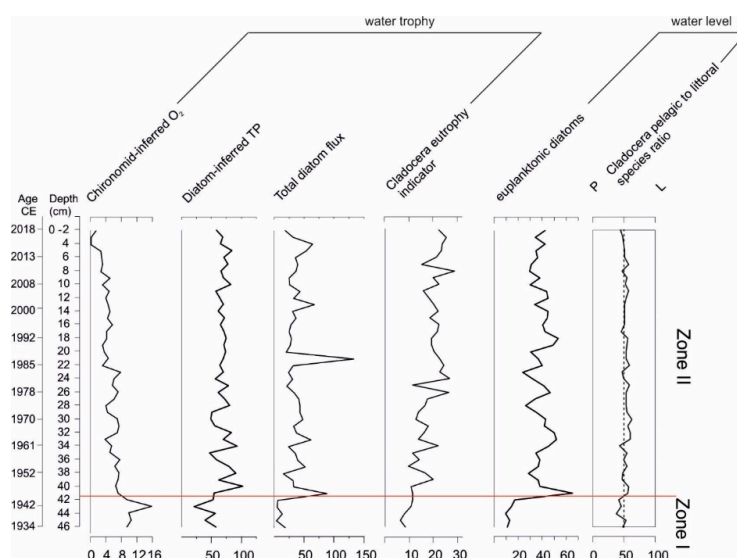 water trophy
water level
Chironomid-inferred O₂
Diatom-inferred TP
Total diatom flux
Cladocera eutrophy
indicator
euplanktonic diatoms
Cladocera pelagic to littoral
species ratio
P
L
Age
CE
Depth
(cm)
2018 0 -2
4
2013 6
8
2008 10
12
2000 14
16
1992 18
20
1985 22
24
1978 26
28
1970 30
32
1961 34
36
1952 38
40
1942 42
44
1934 46
Zone II
Zone I
0 4 8 12 16
50 100
0 50 100 150
0 10 20 30
20 40 60
0 50 100